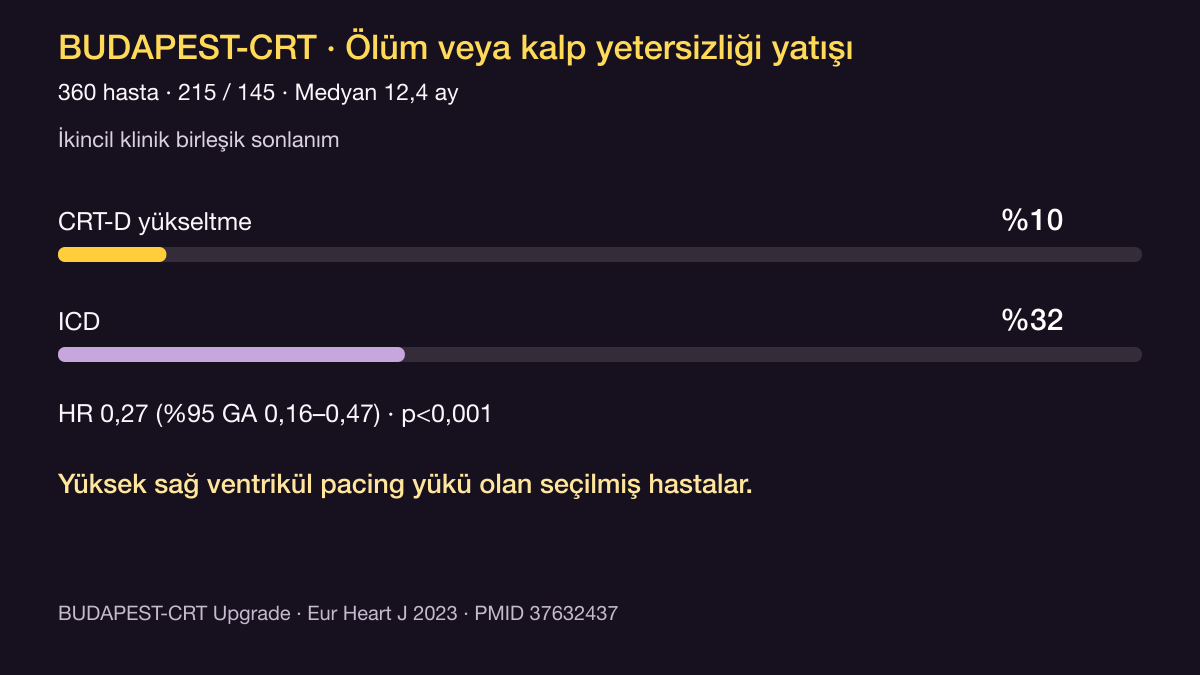 BUDAPEST-CRT · Ölüm veya kalp yetersizliği yatışı
360 hasta · 215 / 145 · Medyan 12,4 ay
İkincil klinik birleşik sonlanım
CRT-D yükseltme %10
ICD %32
HR 0,27 (%95 GA 0,16–0,47) · p<0,001
Yüksek sağ ventrikül pacing yükü olan seçilmiş hastalar.
BUDAPEST-CRT Upgrade · Eur Heart J 2023 · PMID 37632437